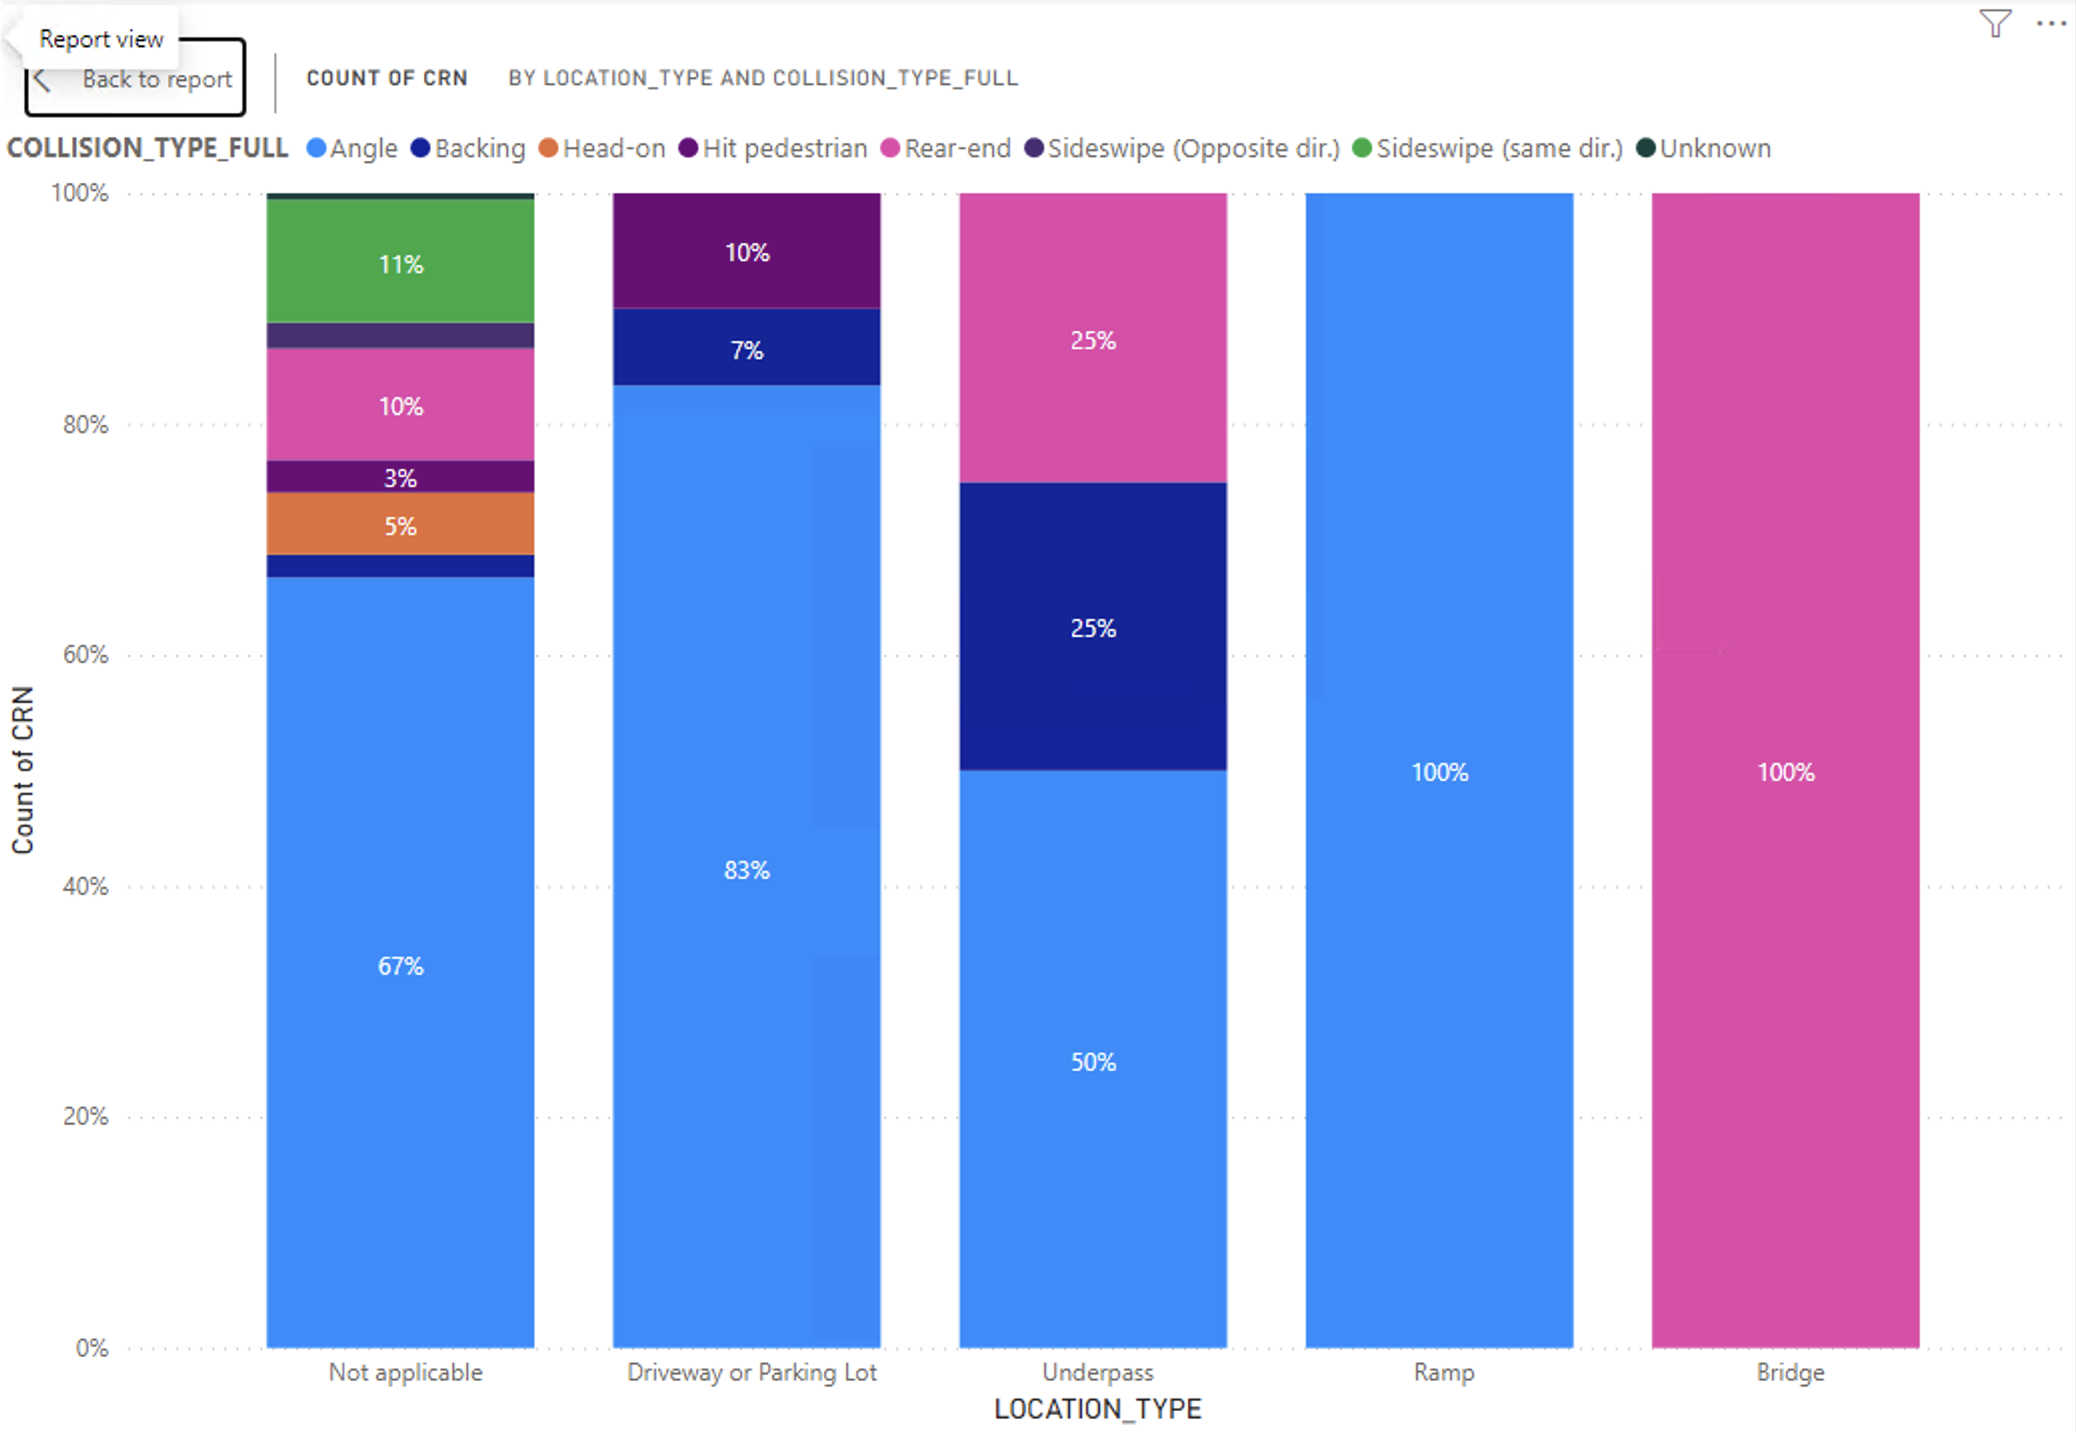 Report view
Back to report
COUNT OF CRN BY LOCATION_TYPE AND COLLISION_TYPE_FULL
COLLISION_TYPE_FULL Angle Backing Head-on Hit pedestrian Rear-end Sideswipe (Opposite dir.) Sideswipe (same dir.) Unknown
100%
80%
60%
40%
20%
0%
Count of CRN
11%
10%
3%
5%
67%
10%
7%
83%
25%
25%
50%
100%
100%
Not applicable Driveway or Parking Lot Underpass Ramp Bridge
LOCATION_TYPE